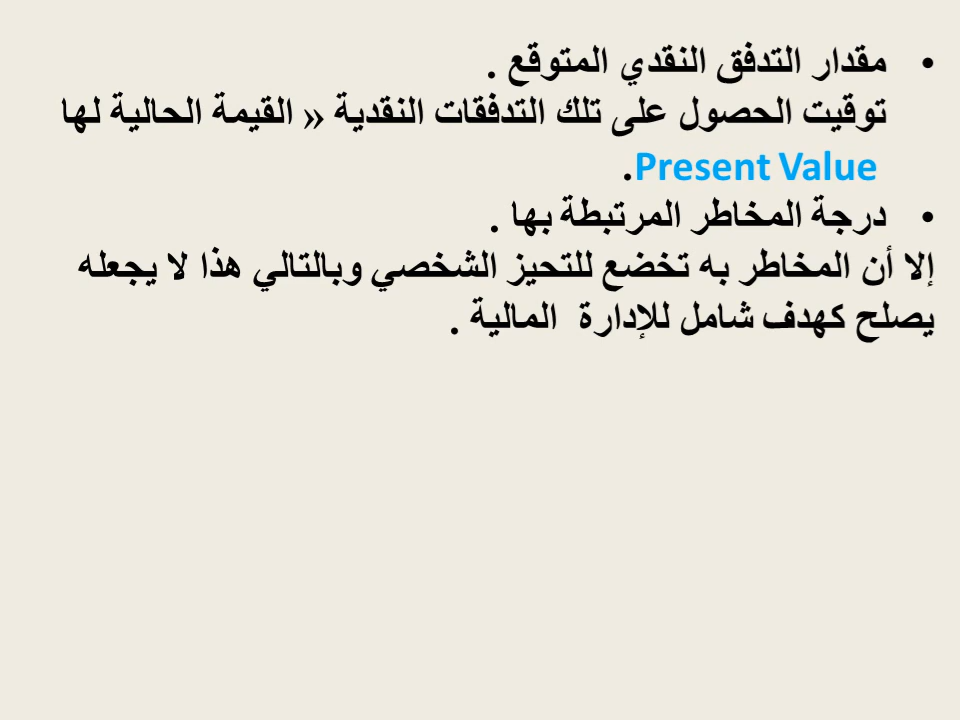 • مقدار التدفق النقدي المتوقع .
توقيت الحصول على تلك التدفقات النقدية « القيمة الحالية لها
Present Value.
• درجة المخاطر المرتبطة بها .
إلا أن المخاطر به تخضع للتحيز الشخصي وبالتالي هذا لا يجعله
يصلح كهدف شامل للإدارة المالية .